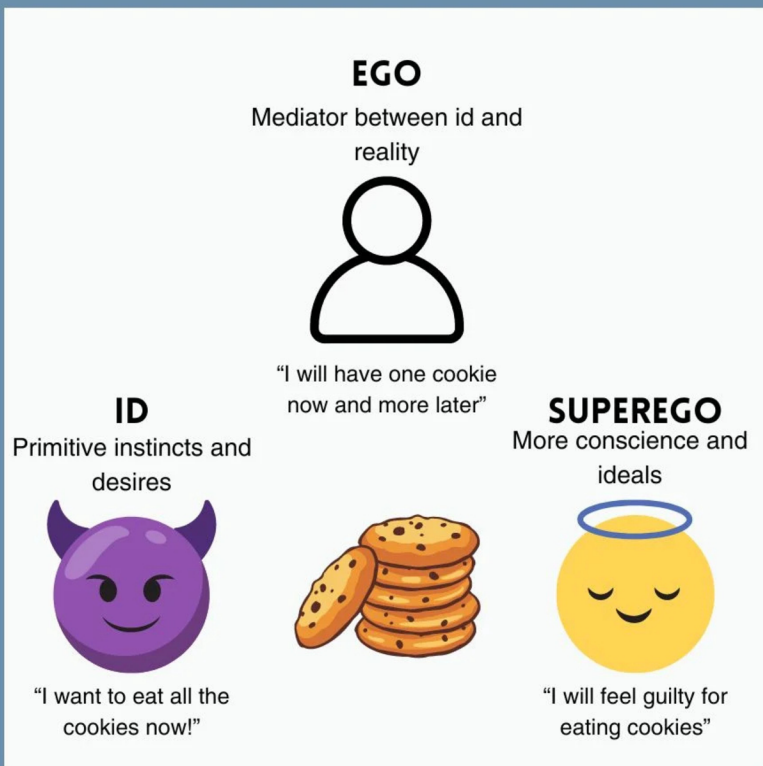 EGO
Mediator between id and
reality
“I will have one cookie
now and more later”
ID
Primitive instincts and
desires
“I want to eat all the
cookies now!”
SUPEREGO
More conscience and
ideals
“I will feel guilty for
eating cookies”